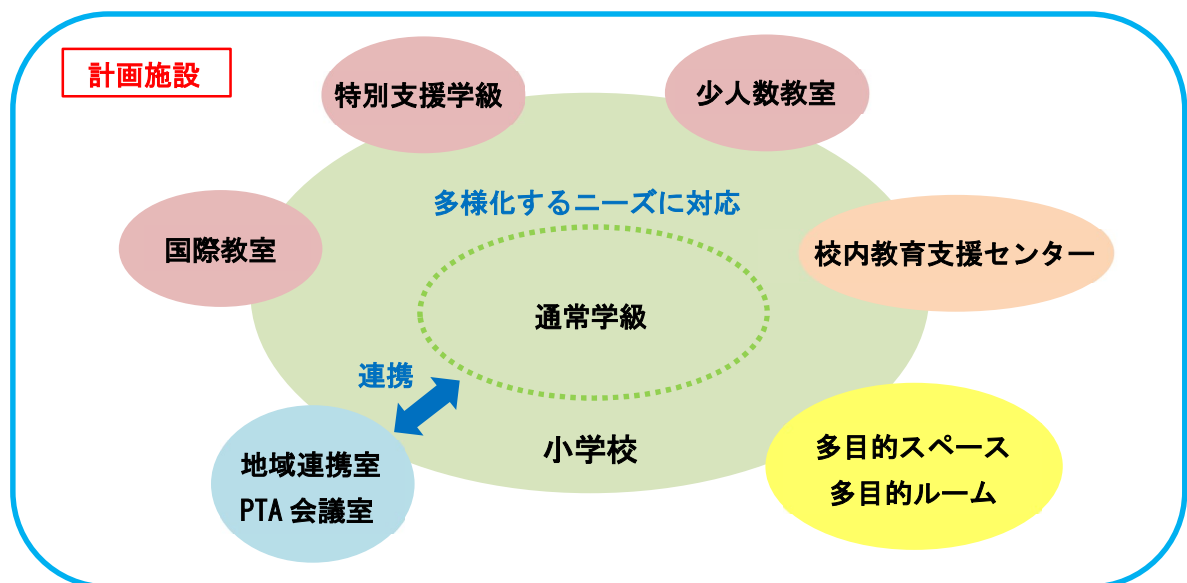 計画施設
特別支援学級
少人数教室
多様化するニーズに対応
国際教室
校内教育支援センター
通常学級
連携
小学校
地域連携室
PTA 会議室
多目的スペース
多目的ルーム